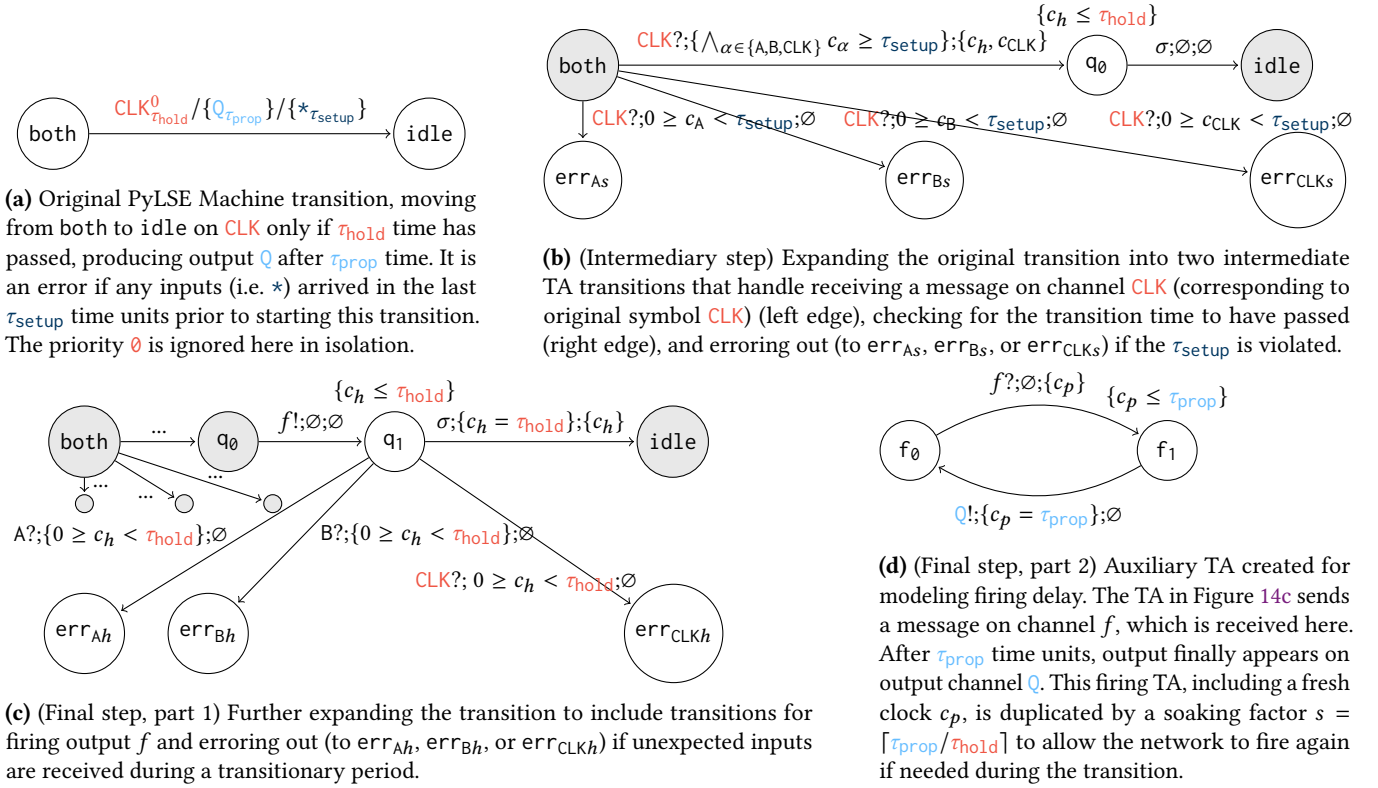 both
CLK⁰τhold/{Qτprop}/{*τsetup}
idle
(a) Original PyLSE Machine transition, moving
from both to idle on CLK only if τhold time has
passed, producing output Q after τprop time. It is
an error if any inputs (i.e. *) arrived in the last
τsetup time units prior to starting this transition.
The priority 0 is ignored here in isolation.
{cₕ ≤ τhold}
both
CLK?;{⋀α∈{A,B,CLK} cα ≥ τsetup};{cₕ, cCLK}
q₀
σ;∅;∅
idle
CLK?;0 ≥ cA < τsetup;∅
CLK?;0 ≥ cB < τsetup;∅
CLK?;0 ≥ cCLK < τsetup;∅
errAs
errBs
errCLKs
(b) (Intermediary step) Expanding the original transition into two intermediate
TA transitions that handle receiving a message on channel CLK (corresponding to
original symbol CLK) (left edge), checking for the transition time to have passed
(right edge), and erroring out (to errAs, errBs, or errCLKs) if the τsetup is violated.
{cₕ ≤ τhold}
both
...
q₀
f!;∅;∅
q₁
σ;{cₕ = τhold};{cₕ}
idle
...
...
...
A?;{0 ≥ cₕ < τhold};∅
B?;{0 ≥ cₕ < τhold};∅
CLK?; 0 ≥ cₕ < τhold;∅
errAh
errBh
errCLKh
(c) (Final step, part 1) Further expanding the transition to include transitions for
firing output f and erroring out (to errAh, errBh, or errCLKh) if unexpected inputs
are received during a transitionary period.
f?;∅;{cₚ}
{cₚ ≤ τprop}
f₀
f₁
Q!;{cₚ = τprop};∅
(d) (Final step, part 2) Auxiliary TA created for
modeling firing delay. The TA in Figure 14c sends
a message on channel f, which is received here.
After τprop time units, output finally appears on
output channel Q. This firing TA, including a fresh
clock cₚ, is duplicated by a soaking factor s =
⌈τprop/τhold⌉ to allow the network to fire again
if needed during the transition.